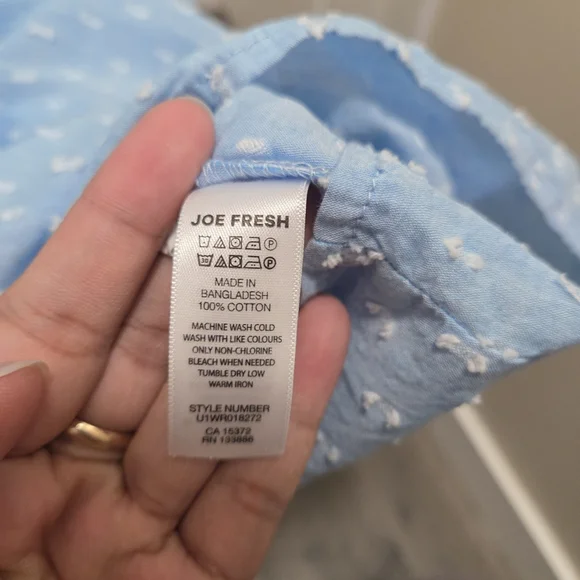 JOE FRESH
MADE IN
BANGLADESH
100% COTTON
MACHINE WASH COLD
WASH WITH LIKE COLOURS
ONLY NON-CHLORINE
BLEACH WHEN NEEDED
TUMBLE DRY LOW
WARM IRON
STYLE NUMBER
U1WR018272
CA 15372
RN 133886